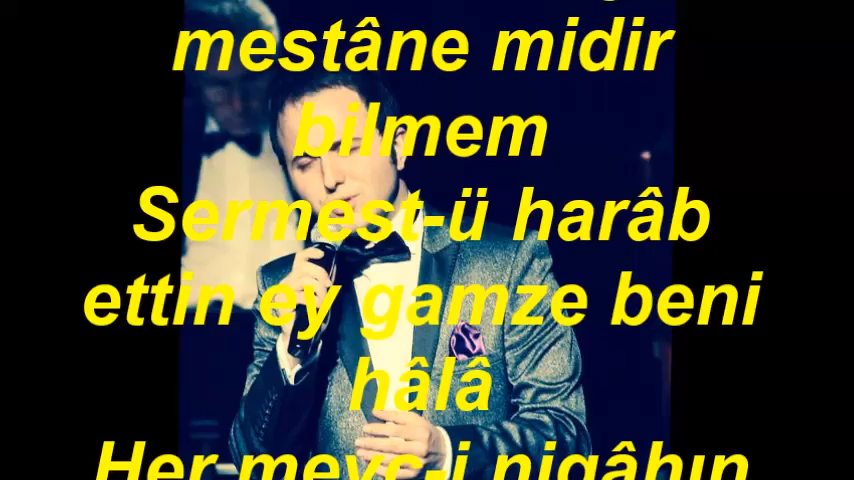 mestâne midir
bilmem
Sermest-ü harâb
ettin ey gamze beni
hâlâ
Her mevc-i nigâhın